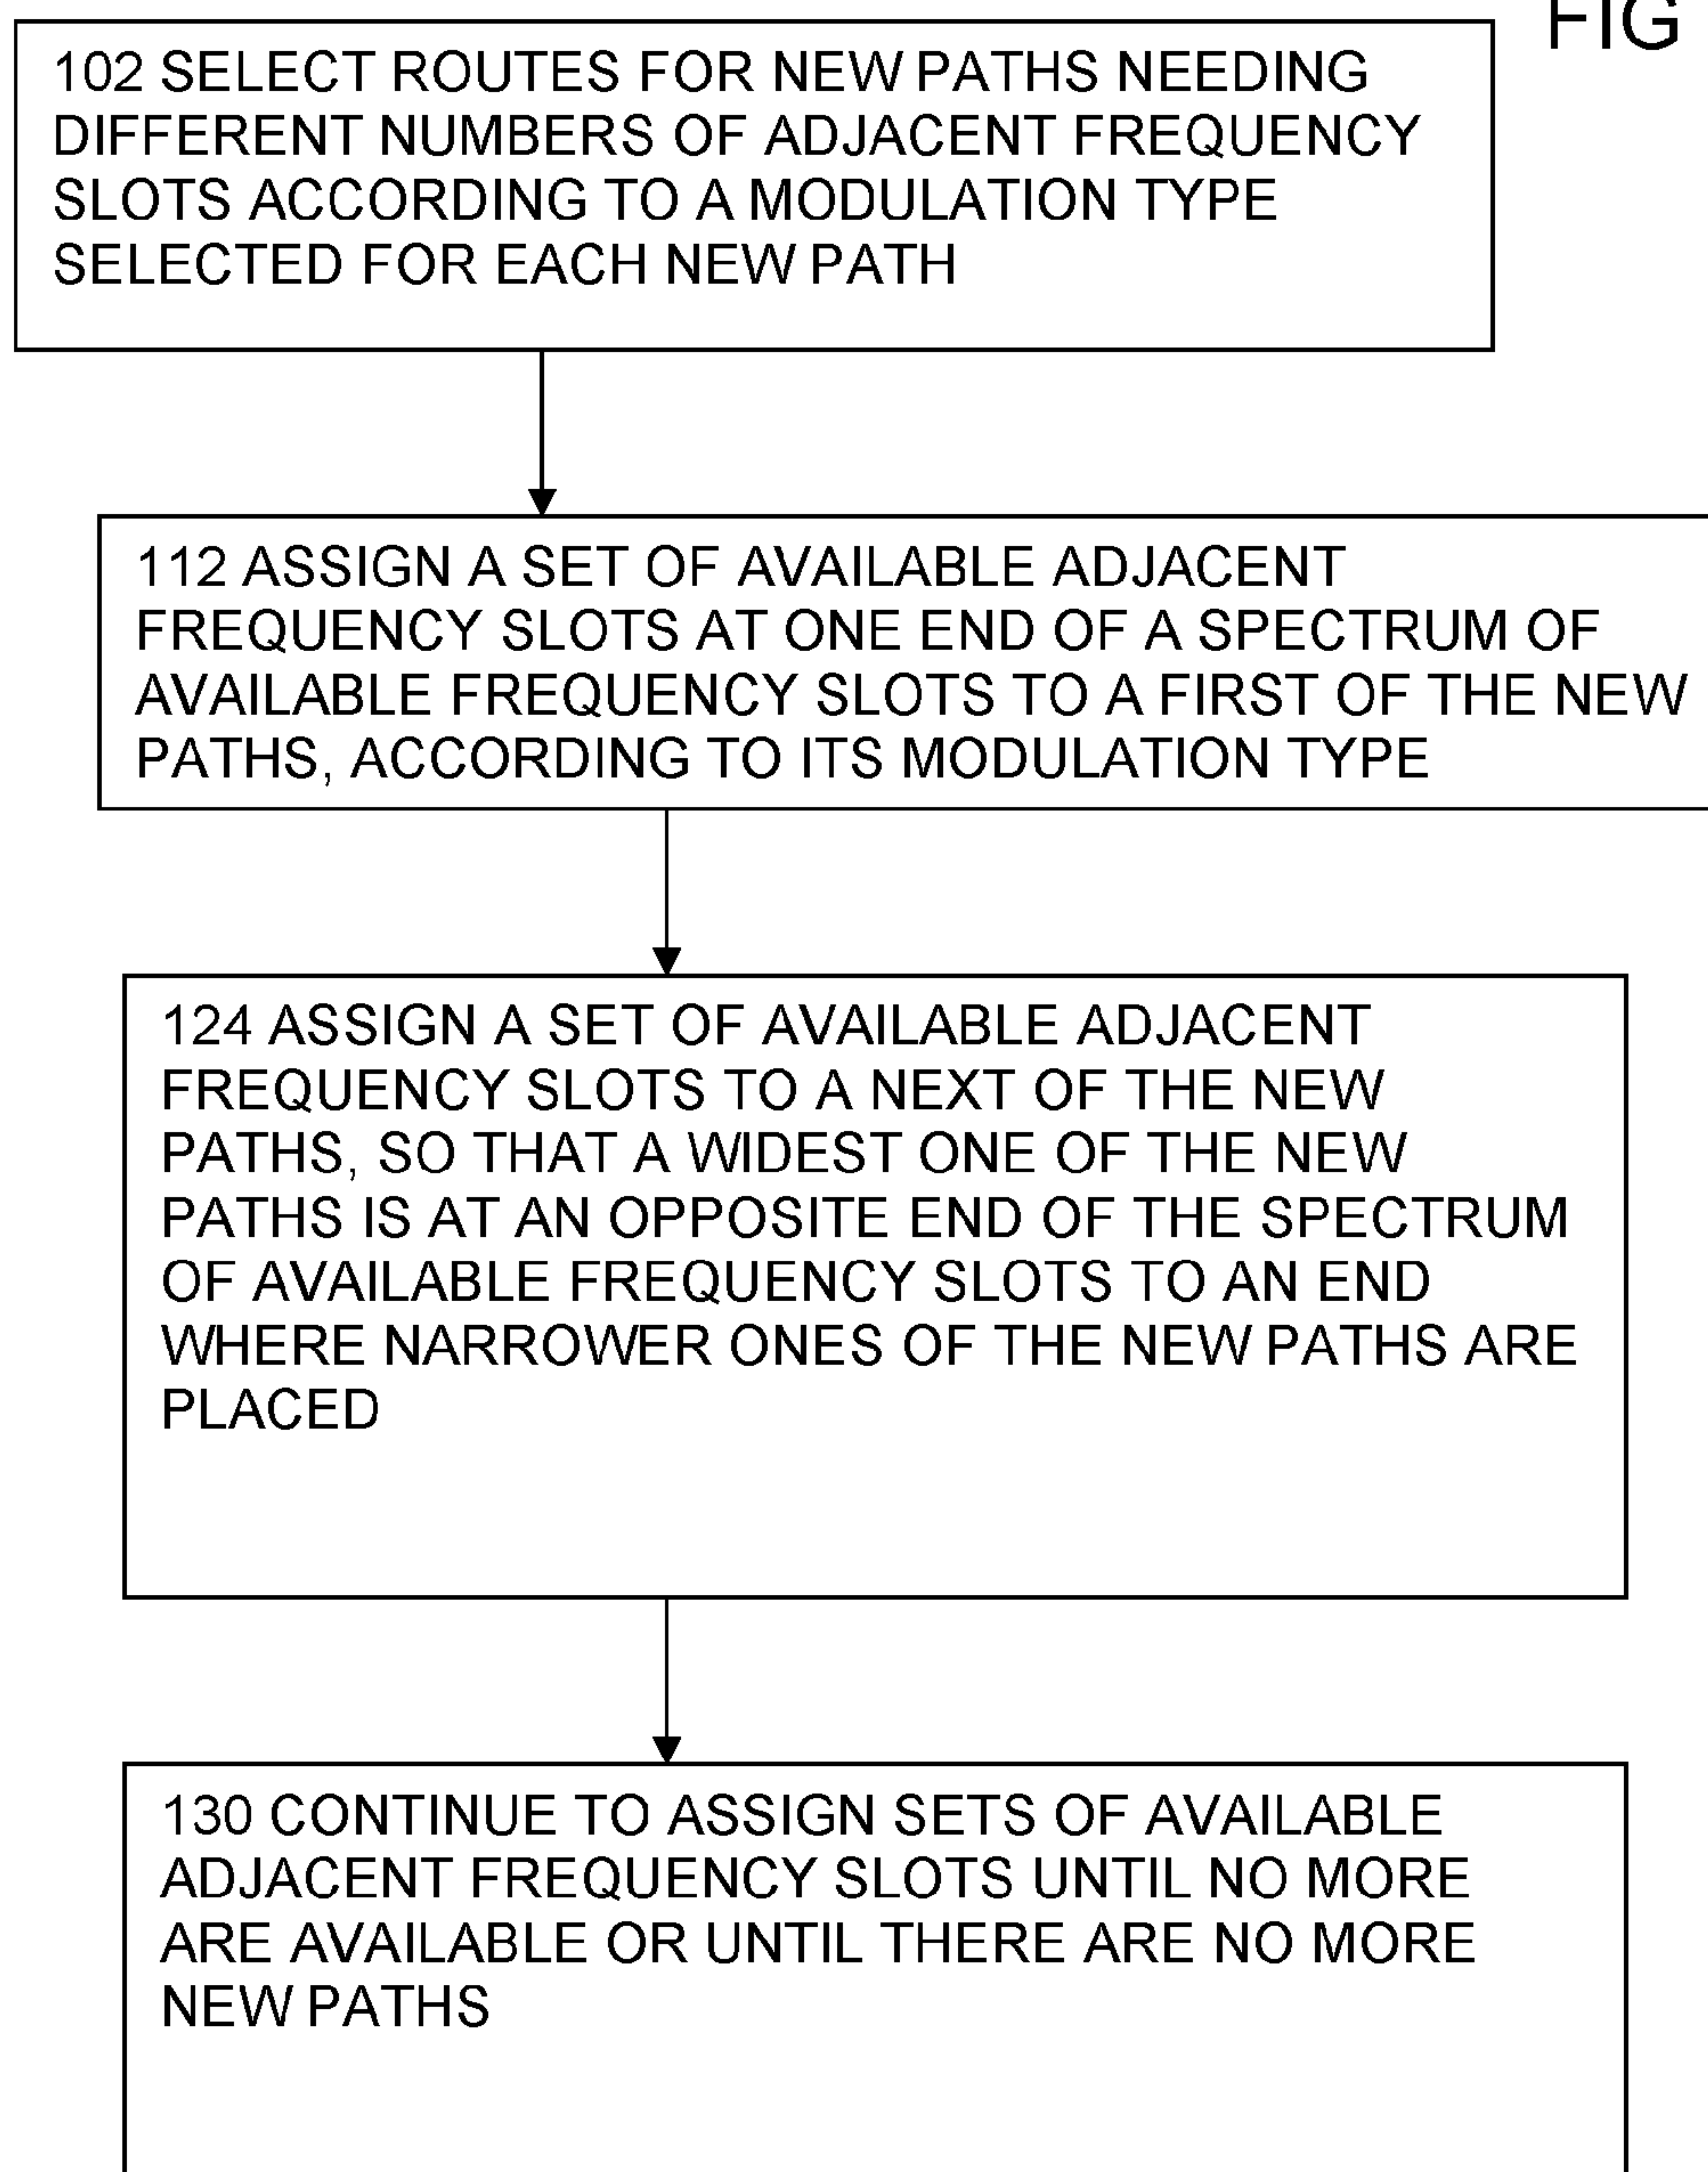 FIG
102 SELECT ROUTES FOR NEW PATHS NEEDING
DIFFERENT NUMBERS OF ADJACENT FREQUENCY
SLOTS ACCORDING TO A MODULATION TYPE
SELECTED FOR EACH NEW PATH
112 ASSIGN A SET OF AVAILABLE ADJACENT
FREQUENCY SLOTS AT ONE END OF A SPECTRUM OF
AVAILABLE FREQUENCY SLOTS TO A FIRST OF THE NEW
PATHS, ACCORDING TO ITS MODULATION TYPE
124 ASSIGN A SET OF AVAILABLE ADJACENT
FREQUENCY SLOTS TO A NEXT OF THE NEW
PATHS, SO THAT A WIDEST ONE OF THE NEW
PATHS IS AT AN OPPOSITE END OF THE SPECTRUM
OF AVAILABLE FREQUENCY SLOTS TO AN END
WHERE NARROWER ONES OF THE NEW PATHS ARE
PLACED
130 CONTINUE TO ASSIGN SETS OF AVAILABLE
ADJACENT FREQUENCY SLOTS UNTIL NO MORE
ARE AVAILABLE OR UNTIL THERE ARE NO MORE
NEW PATHS